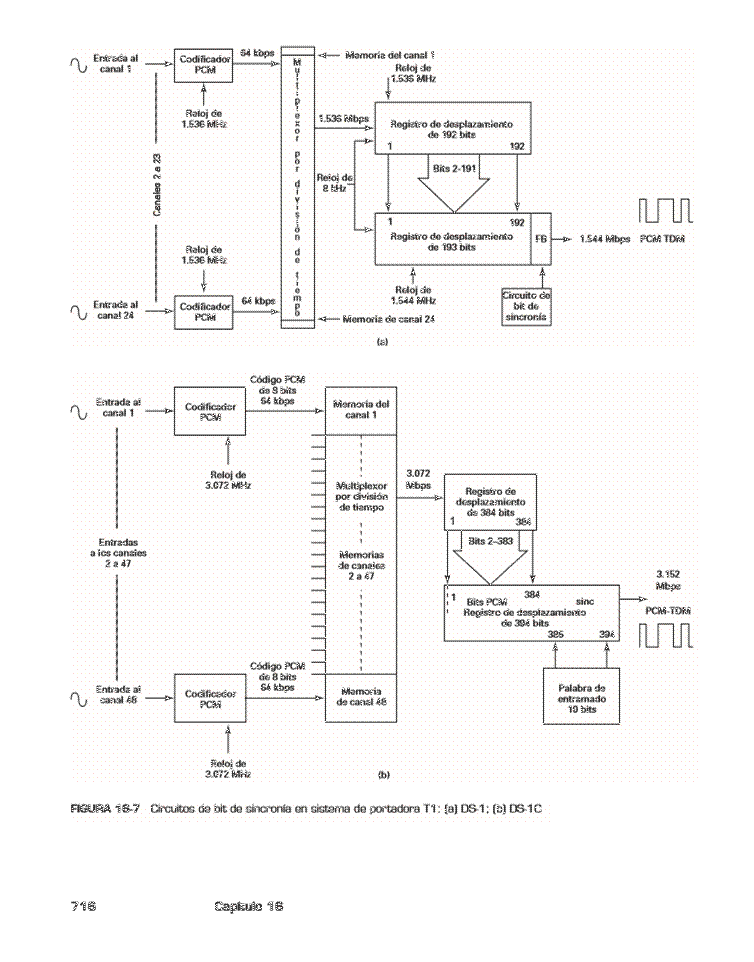 Entrada al
canal 1
Codificador
PCM
64 kbps
Memoria del canal 1
Reloj de
1.536 MHz
Reloj de
1.536 MHz
Canales 2 a 23
Multiplexor por división de tiempo
1.536 Mbps
Registro de desplazamiento
de 192 bits
1 192
Bits 2-191
Reloj de
8 kHz
1 192
Registro de desplazamiento
de 193 bits
FB
1.544 Mbps PCM TDM
Reloj de
1.544 MHz
Circuito de
bit de
sincronía
Reloj de
1.536 MHz
Entrada al
canal 24
Codificador
PCM
64 kbps
Memoria de canal 24
(a)
Entrada al
canal 1
Codificador
PCM
Código PCM
de 8 bits
64 kbps
Memoria del
canal 1
Reloj de
3.072 MHz
Multiplexor
por división
de tiempo
3.072
Mbps
Registro de
desplazamiento
de 384 bits
1 384
Bits 2-383
Entradas
a los canales
2 a 47
Memorias
de canales
2 a 47
1 Bits PCM 384 sinc
Registro de desplazamiento
de 394 bits
385 394
3.152
Mbps
PCM-TDM
Palabra de
entramado
10 bits
Entrada al
canal 48
Codificador
PCM
Código PCM
de 8 bits
64 kbps
Memoria
de canal 48
Reloj de
3.072 MHz
(b)
FIGURA 16-7 Circuitos de bit de sincronía en sistema de portadora T1: (a) DS-1; (b) DS-1C
716 Capítulo 16